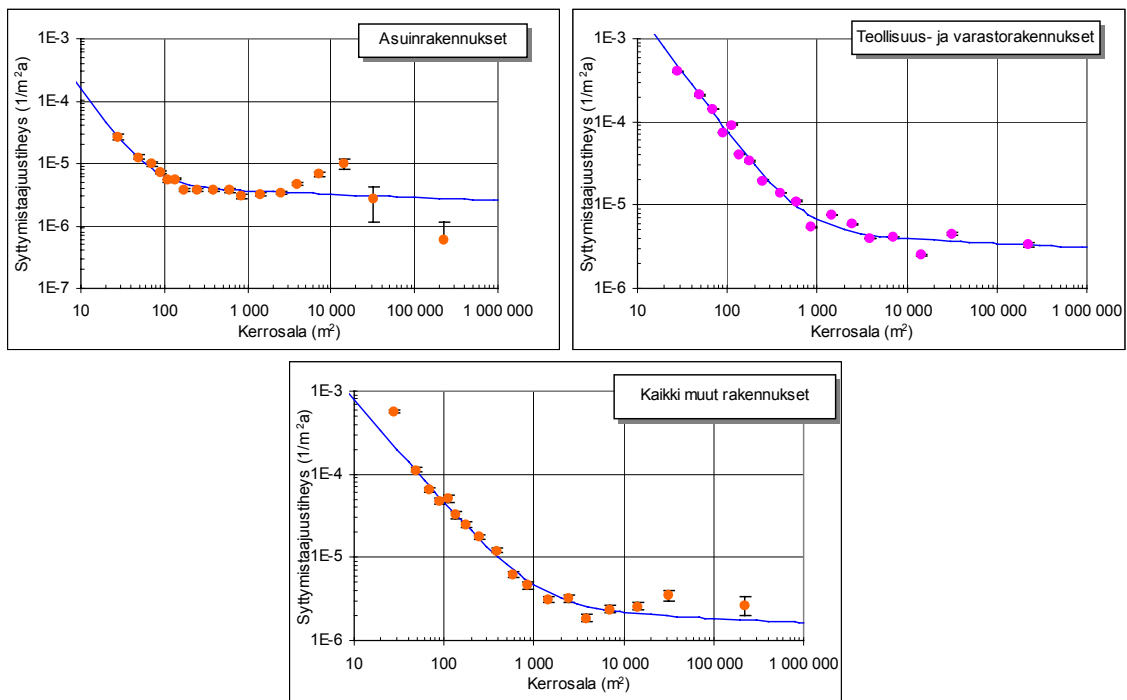 Asuinrakennukset
Syttymistaajuustiheys (1/m²a)
1E-3
1E-4
1E-5
1E-6
1E-7
10
100
1 000
10 000
100 000
1 000 000
Kerrosala (m²)
Teollisuus- ja varastorakennukset
Syttymistaajuustiheys (1/m²a)
1E-3
1E-4
1E-5
1E-6
10
100
1 000
10 000
100 000
1 000 000
Kerrosala (m²)
Kaikki muut rakennukset
Syttymistaajuustiheys (1/m²a)
1E-3
1E-4
1E-5
1E-6
10
100
1 000
10 000
100 000
1 000 000
Kerrosala (m²)